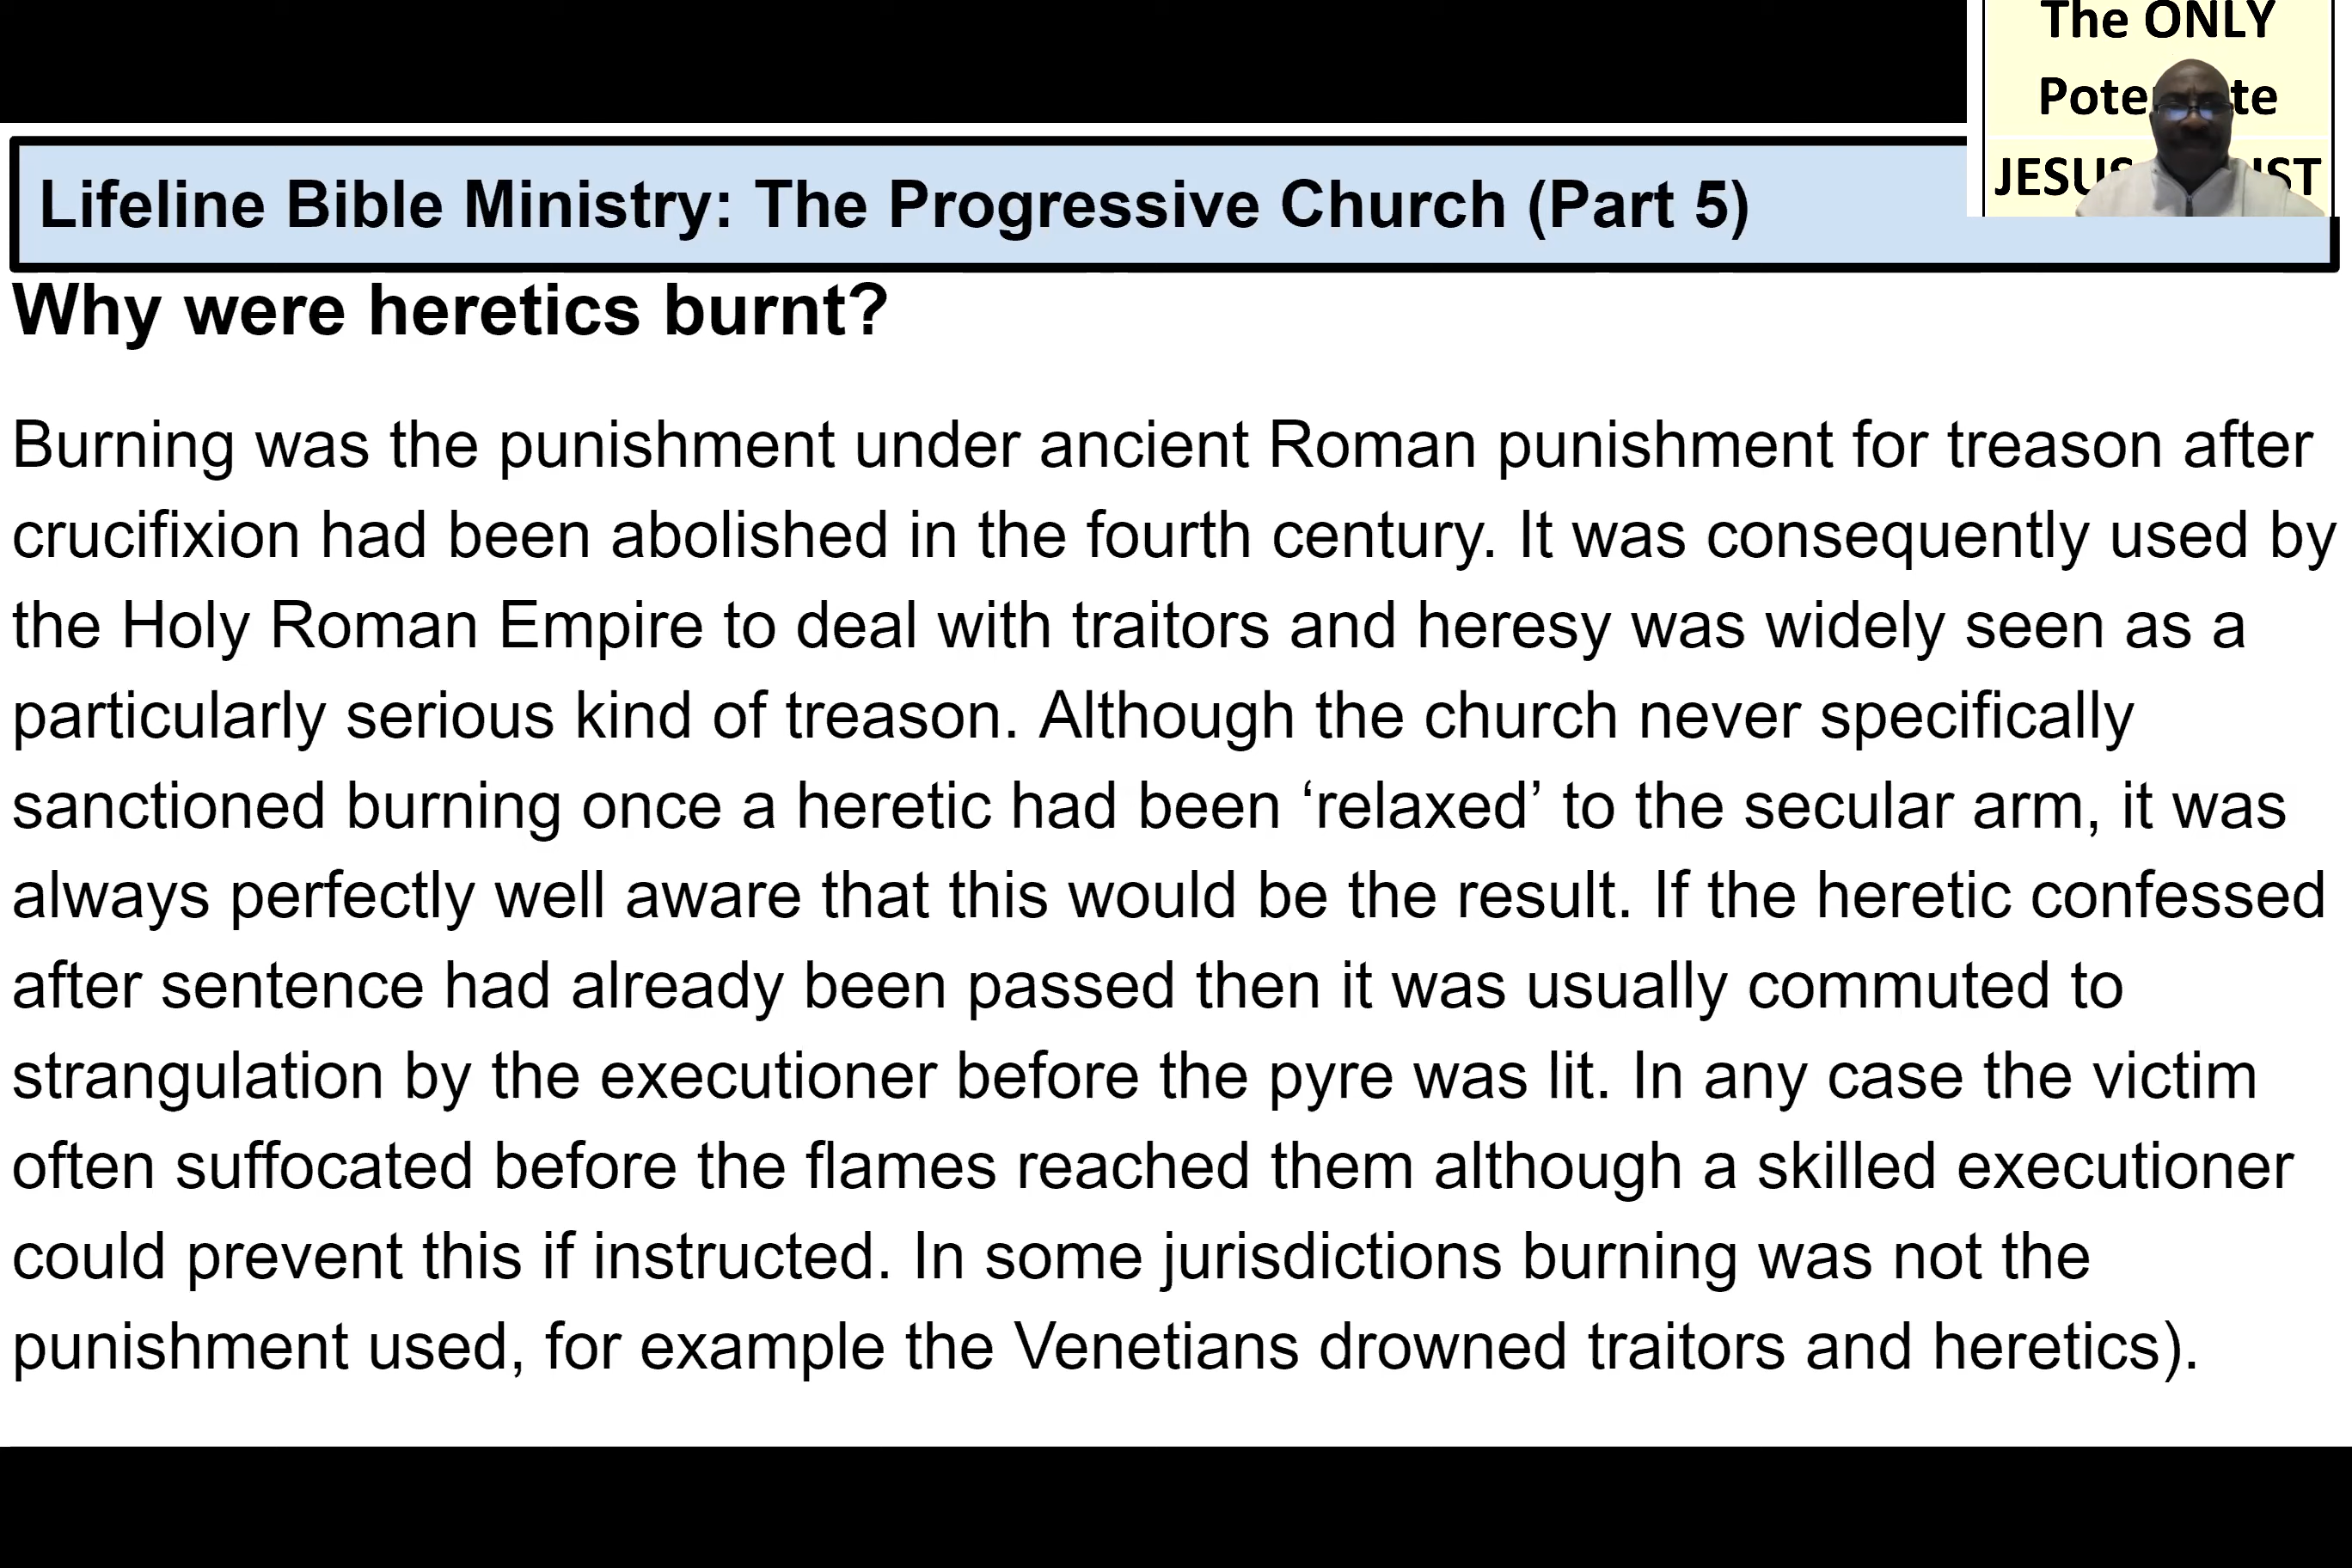 The ONLY
Pote te
JESUS IST
Lifeline Bible Ministry: The Progressive Church (Part 5)
Why were heretics burnt?
Burning was the punishment under ancient Roman punishment for treason after
crucifixion had been abolished in the fourth century. It was consequently used by
the Holy Roman Empire to deal with traitors and heresy was widely seen as a
particularly serious kind of treason. Although the church never specifically
sanctioned burning once a heretic had been ‘relaxed’ to the secular arm, it was
always perfectly well aware that this would be the result. If the heretic confessed
after sentence had already been passed then it was usually commuted to
strangulation by the executioner before the pyre was lit. In any case the victim
often suffocated before the flames reached them although a skilled executioner
could prevent this if instructed. In some jurisdictions burning was not the
punishment used, for example the Venetians drowned traitors and heretics).